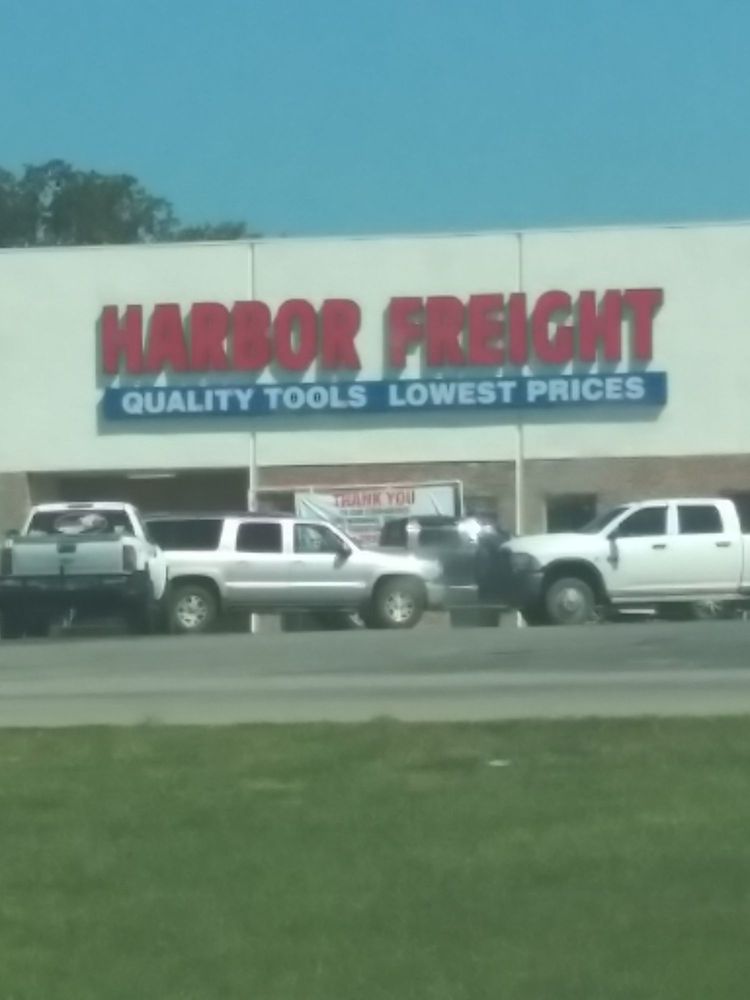 HARBOR FREIGHT
QUALITY TOOLS LOWEST PRICES
THANK YOU